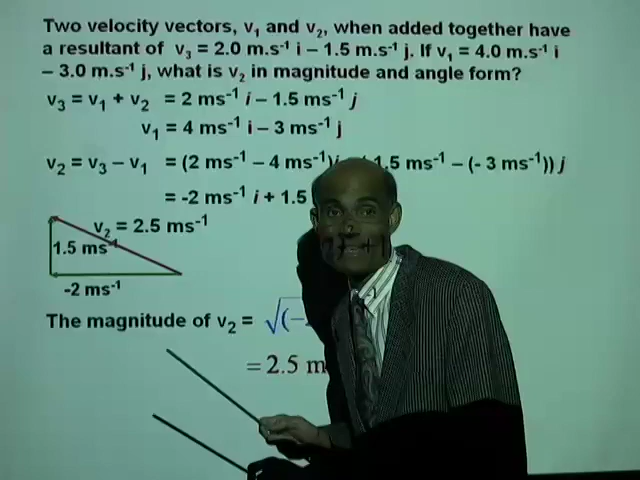 Two velocity vectors, v₁ and v₂, when added together have
a resultant of v₃ = 2.0 m.s⁻¹ i – 1.5 m.s⁻¹ j. If v₁ = 4.0 m.s⁻¹ i
– 3.0 m.s⁻¹ j, what is v₂ in magnitude and angle form?
v₃ = v₁ + v₂ = 2 ms⁻¹ i – 1.5 ms⁻¹ j
v₁ = 4 ms⁻¹ i – 3 ms⁻¹ j
v₂ = v₃ – v₁ = (2 ms⁻¹ – 4 ms⁻¹)i 1.5 ms⁻¹ – (- 3 ms⁻¹)) j
= -2 ms⁻¹ i + 1.5
v₂ = 2.5 ms⁻¹
1.5 ms⁻¹
-2 ms⁻¹
The magnitude of v₂ = √(–
= 2.5 m